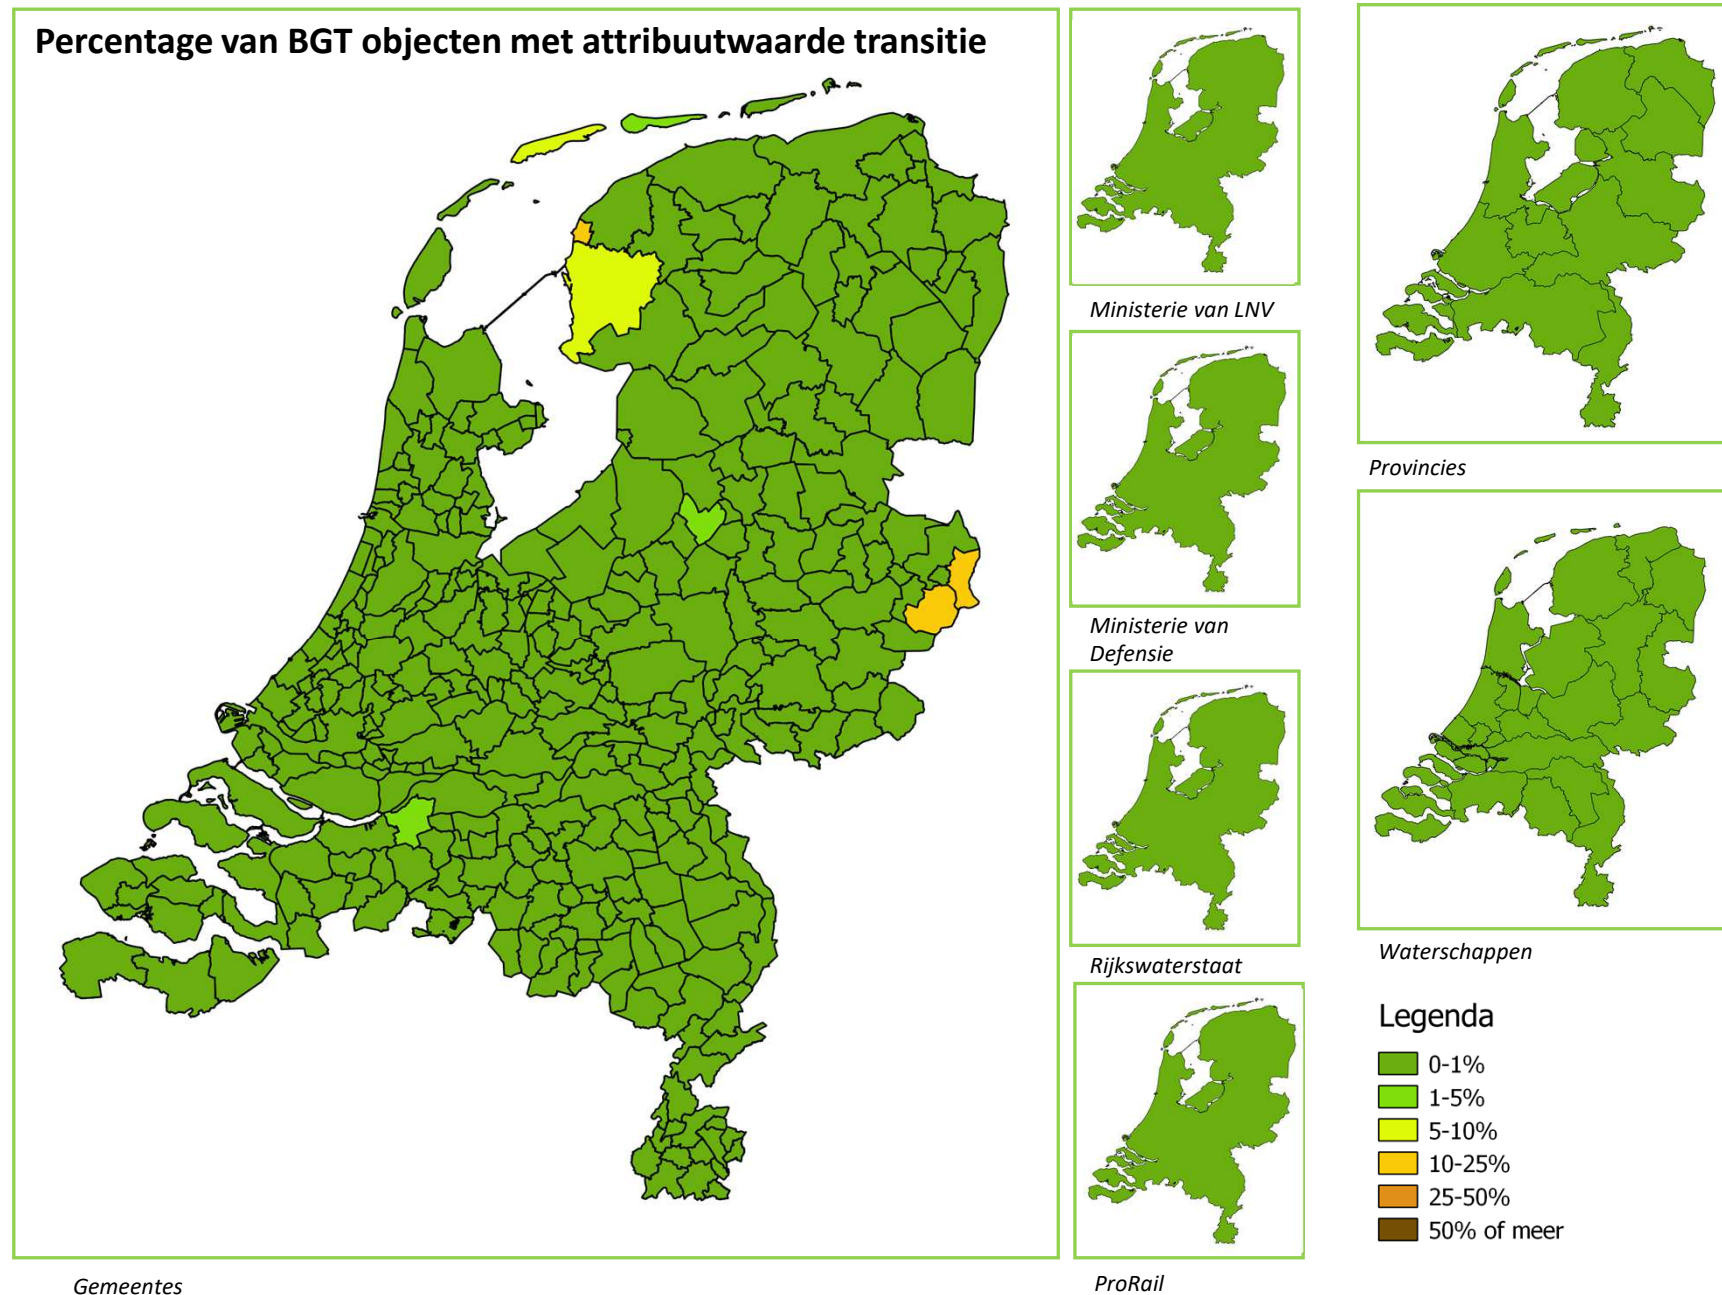 Percentage van BGT objecten met attribuutwaarde transitie
Gemeentes
Ministerie van LNV
Ministerie van
Defensie
Rijkswaterstaat
ProRail
Provincies
Waterschappen
Legenda
0-1%
1-5%
5-10%
10-25%
25-50%
50% of meer